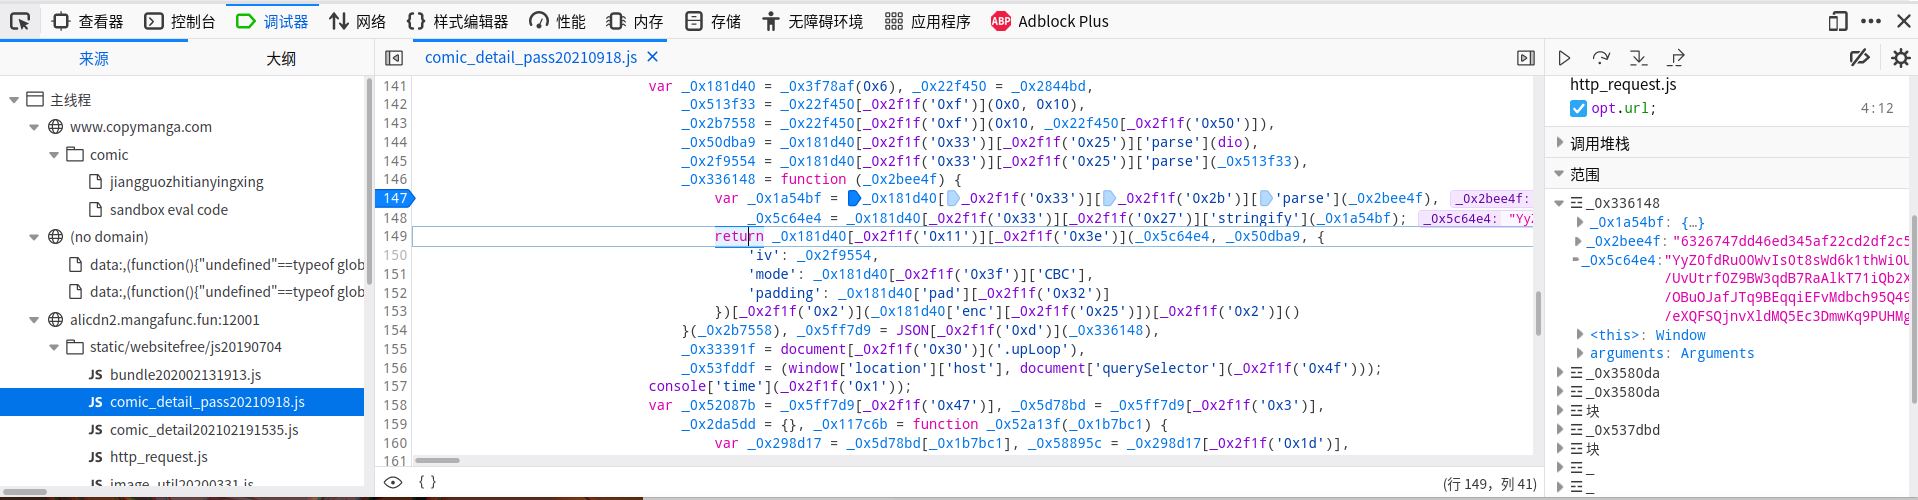 查看器 控制台 调试器 网络 样式编辑器 性能 内存 存储 无障碍环境 应用程序 ABP Adblock Plus
来源 大纲
主线程
www.copymanga.com
comic
jiangguozhitianyingxing
sandbox eval code
(no domain)
data:,(function(){"undefined"==typeof glob
data:,(function(){"undefined"==typeof glob
alicdn2.mangafunc.fun:12001
static/websitefree/js20190704
JS bundle202002131913.js
JS comic_detail_pass20210918.js
JS comic_detail202102191535.js
JS http_request.js
JS image_util20200331.js
comic_detail_pass20210918.js
141 var _0x181d40 = _0x3f78af(0x6), _0x22f450 = _0x2844bd,
142 _0x513f33 = _0x22f450[_0x2f1f('0xf')](0x0, 0x10),
143 _0x2b7558 = _0x22f450[_0x2f1f('0xf')](0x10, _0x22f450[_0x2f1f('0x50')]),
144 _0x50dba9 = _0x181d40[_0x2f1f('0x33')][_0x2f1f('0x25')]['parse'](dio),
145 _0x2f9554 = _0x181d40[_0x2f1f('0x33')][_0x2f1f('0x25')]['parse'](_0x513f33),
146 _0x336148 = function (_0x2bee4f) {
147 var _0x1a54bf = _0x181d40[_0x2f1f('0x33')][_0x2f1f('0x2b')]['parse'](_0x2bee4f), _0x2bee4f:
148 _0x5c64e4 = _0x181d40[_0x2f1f('0x33')][_0x2f1f('0x27')]['stringify'](_0x1a54bf); _0x5c64e4: "YyZ
149 return _0x181d40[_0x2f1f('0x11')][_0x2f1f('0x3e')](_0x5c64e4, _0x50dba9, {
150 'iv': _0x2f9554,
151 'mode': _0x181d40[_0x2f1f('0x3f')]['CBC'],
152 'padding': _0x181d40['pad'][_0x2f1f('0x32')]
153 })[_0x2f1f('0x2')](_0x181d40['enc'][_0x2f1f('0x25')])[_0x2f1f('0x2')]()
154 }(_0x2b7558), _0x5ff7d9 = JSON[_0x2f1f('0xd')](_0x336148),
155 _0x33391f = document[_0x2f1f('0x30')]('.upLoop'),
156 _0x53fddf = (window['location']['host'], document['querySelector'](_0x2f1f('0x4f')));
157 console['time'](_0x2f1f('0x1'));
158 var _0x52087b = _0x5ff7d9[_0x2f1f('0x47')], _0x5d78bd = _0x5ff7d9[_0x2f1f('0x3')],
159 _0x2da5dd = {}, _0x117c6b = function _0x52a13f(_0x1b7bc1) {
160 var _0x298d17 = _0x5d78bd[_0x1b7bc1], _0x58895c = _0x298d17[_0x2f1f('0x1d')],
161
{ } (行 149，列 41)
http_request.js
opt.url; 4:12
调用堆栈
范围
_0x336148
_0x1a54bf: {…}
_0x2bee4f: "6326747dd46ed345af22cd2df2c5
_0x5c64e4: "YyZ0fdRu00WvIsOt8sWd6k1thWiOU
/UvUtrfOZ9BW3qdB7RaAlkT71iQb2X
/OBuOJafJTq9BEqqiEFvMdbch95Q49
/eXQFSQjnvXldMQ5Ec3DmwKq9PUHMg
<this>: Window
arguments: Arguments
_0x3580da
_0x3580da
块
_0x537dbd
块
_
_